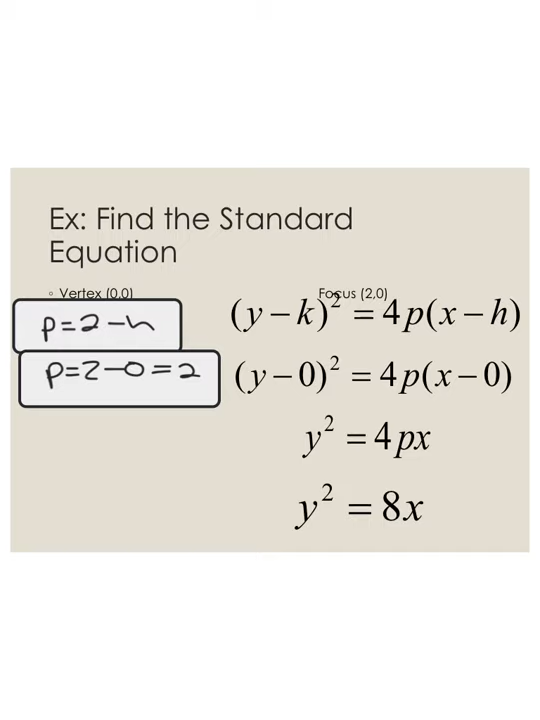 Ex: Find the Standard
Equation
◦ Vertex (0,0) Focus (2,0)
p=2-h
p=2-0=2
(y − k)² = 4p(x − h)
(y − 0)² = 4p(x − 0)
y² = 4px
y² = 8x